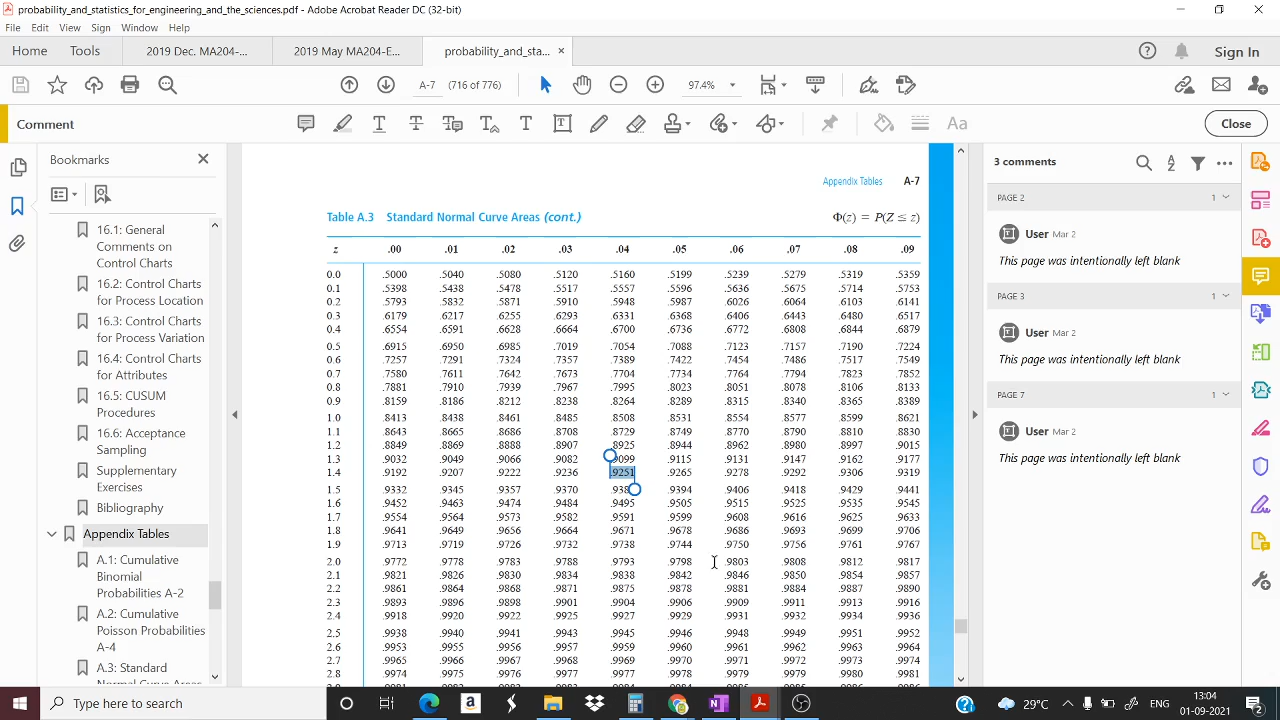 probability_and_statistics_for_engineering_and_the_sciences.pdf - Adobe Acrobat Reader DC (32-bit)
File Edit View Sign Window Help
Home Tools 2019 Dec. MA204-... 2019 May MA204-E... probability_and_sta... × Sign In
A-7 (716 of 776) 97.4%
Comment Close
Bookmarks
16.1: General
Comments on
Control Charts
16.2: Control Charts
for Process Location
16.3: Control Charts
for Process Variation
16.4: Control Charts
for Attributes
16.5: CUSUM
Procedures
16.6: Acceptance
Sampling
Supplementary
Exercises
Bibliography
Appendix Tables
A.1: Cumulative
Binomial
Probabilities A-2
A.2: Cumulative
Poisson Probabilities
A-4
A.3: Standard
Normal Curve Areas
Appendix Tables A-7
Table A.3 Standard Normal Curve Areas (cont.) Φ(z) = P(Z ≤ z)
z .00 .01 .02 .03 .04 .05 .06 .07 .08 .09
0.0 .5000 .5040 .5080 .5120 .5160 .5199 .5239 .5279 .5319 .5359
0.1 .5398 .5438 .5478 .5517 .5557 .5596 .5636 .5675 .5714 .5753
0.2 .5793 .5832 .5871 .5910 .5948 .5987 .6026 .6064 .6103 .6141
0.3 .6179 .6217 .6255 .6293 .6331 .6368 .6406 .6443 .6480 .6517
0.4 .6554 .6591 .6628 .6664 .6700 .6736 .6772 .6808 .6844 .6879
0.5 .6915 .6950 .6985 .7019 .7054 .7088 .7123 .7157 .7190 .7224
0.6 .7257 .7291 .7324 .7357 .7389 .7422 .7454 .7486 .7517 .7549
0.7 .7580 .7611 .7642 .7673 .7704 .7734 .7764 .7794 .7823 .7852
0.8 .7881 .7910 .7939 .7967 .7995 .8023 .8051 .8078 .8106 .8133
0.9 .8159 .8186 .8212 .8238 .8264 .8289 .8315 .8340 .8365 .8389
1.0 .8413 .8438 .8461 .8485 .8508 .8531 .8554 .8577 .8599 .8621
1.1 .8643 .8665 .8686 .8708 .8729 .8749 .8770 .8790 .8810 .8830
1.2 .8849 .8869 .8888 .8907 .8925 .8944 .8962 .8980 .8997 .9015
1.3 .9032 .9049 .9066 .9082 .9099 .9115 .9131 .9147 .9162 .9177
1.4 .9192 .9207 .9222 .9236 .9251 .9265 .9278 .9292 .9306 .9319
1.5 .9332 .9345 .9357 .9370 .9394 .9406 .9418 .9429 .9441
1.6 .9452 .9463 .9474 .9484 .9495 .9505 .9515 .9525 .9535 .9545
1.7 .9554 .9564 .9573 .9582 .9591 .9599 .9608 .9616 .9625 .9633
1.8 .9641 .9649 .9656 .9664 .9671 .9678 .9686 .9693 .9699 .9706
1.9 .9713 .9719 .9726 .9732 .9738 .9744 .9750 .9756 .9761 .9767
2.0 .9772 .9778 .9783 .9788 .9793 .9798 .9803 .9808 .9812 .9817
2.1 .9821 .9826 .9830 .9834 .9838 .9842 .9846 .9850 .9854 .9857
2.2 .9861 .9864 .9868 .9871 .9875 .9878 .9881 .9884 .9887 .9890
2.3 .9893 .9896 .9898 .9901 .9904 .9906 .9909 .9911 .9913 .9916
2.4 .9918 .9920 .9922 .9925 .9927 .9929 .9931 .9932 .9934 .9936
2.5 .9938 .9940 .9941 .9943 .9945 .9946 .9948 .9949 .9951 .9952
2.6 .9953 .9955 .9956 .9957 .9959 .9960 .9961 .9962 .9963 .9964
2.7 .9965 .9966 .9967 .9968 .9969 .9970 .9971 .9972 .9973 .9974
2.8 .9974 .9975 .9976 .9977 .9977 .9978 .9979 .9979 .9980 .9981
3 comments
PAGE 2 1
User Mar 2
This page was intentionally left blank
PAGE 3 1
User Mar 2
This page was intentionally left blank
PAGE 7 1
User Mar 2
This page was intentionally left blank
Type here to search
29°C 13:04
01-09-2021